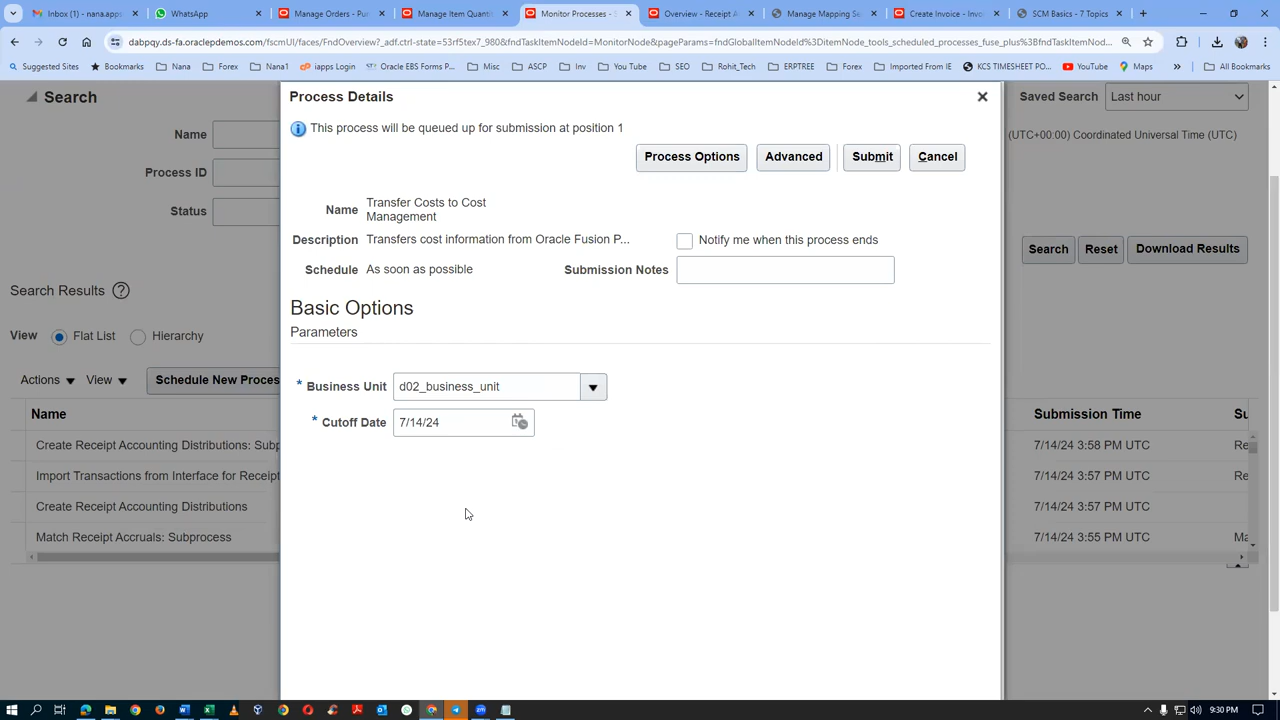 Inbox (1) - nana.apps
WhatsApp
Manage Orders - Pur
Manage Item Quantit
Monitor Processes - S
Overview - Receipt A
Manage Mapping Se
Create Invoice - Invoi
SCM Basics - 7 Topics
dabpqy.ds-fa.oraclepdemos.com/fscmUI/faces/FndOverview?_adf.ctrl-state=53rf5tex7_980&fndTaskItemNodeId=MonitorNode&pageParams=fndGlobalItemNodeId%3DitemNode_tools_scheduled_processes_fuse_plus%3BfndTaskItemNodeId...
Suggested Sites
Bookmarks
Nana
Forex
Nana1
iapps Login
Oracle EBS Forms P...
Misc
ASCP
Inv
You Tube
SEO
Rohit_Tech
ERPTREE
Forex
Imported From IE
KCS TIMESHEET PO...
YouTube
Maps
»
All Bookmarks
Search
Process Details
Saved Search Last hour
This process will be queued up for submission at position 1
Name
(UTC+00:00) Coordinated Universal Time (UTC)
Process Options
Advanced
Submit
Cancel
Process ID
Status
Name Transfer Costs to Cost
Management
Description Transfers cost information from Oracle Fusion P...
Notify me when this process ends
Search
Reset
Download Results
Schedule As soon as possible
Submission Notes
Search Results ?
Basic Options
Parameters
View Flat List Hierarchy
Actions View Schedule New Proces
* Business Unit d02_business_unit
* Cutoff Date 7/14/24
Name
Submission Time
Su
Create Receipt Accounting Distributions: Subp
7/14/24 3:58 PM UTC
Re
Import Transactions from Interface for Receipt
7/14/24 3:57 PM UTC
Re
Create Receipt Accounting Distributions
7/14/24 3:57 PM UTC
Match Receipt Accruals: Subprocess
7/14/24 3:55 PM UTC
Ma
9:30 PM